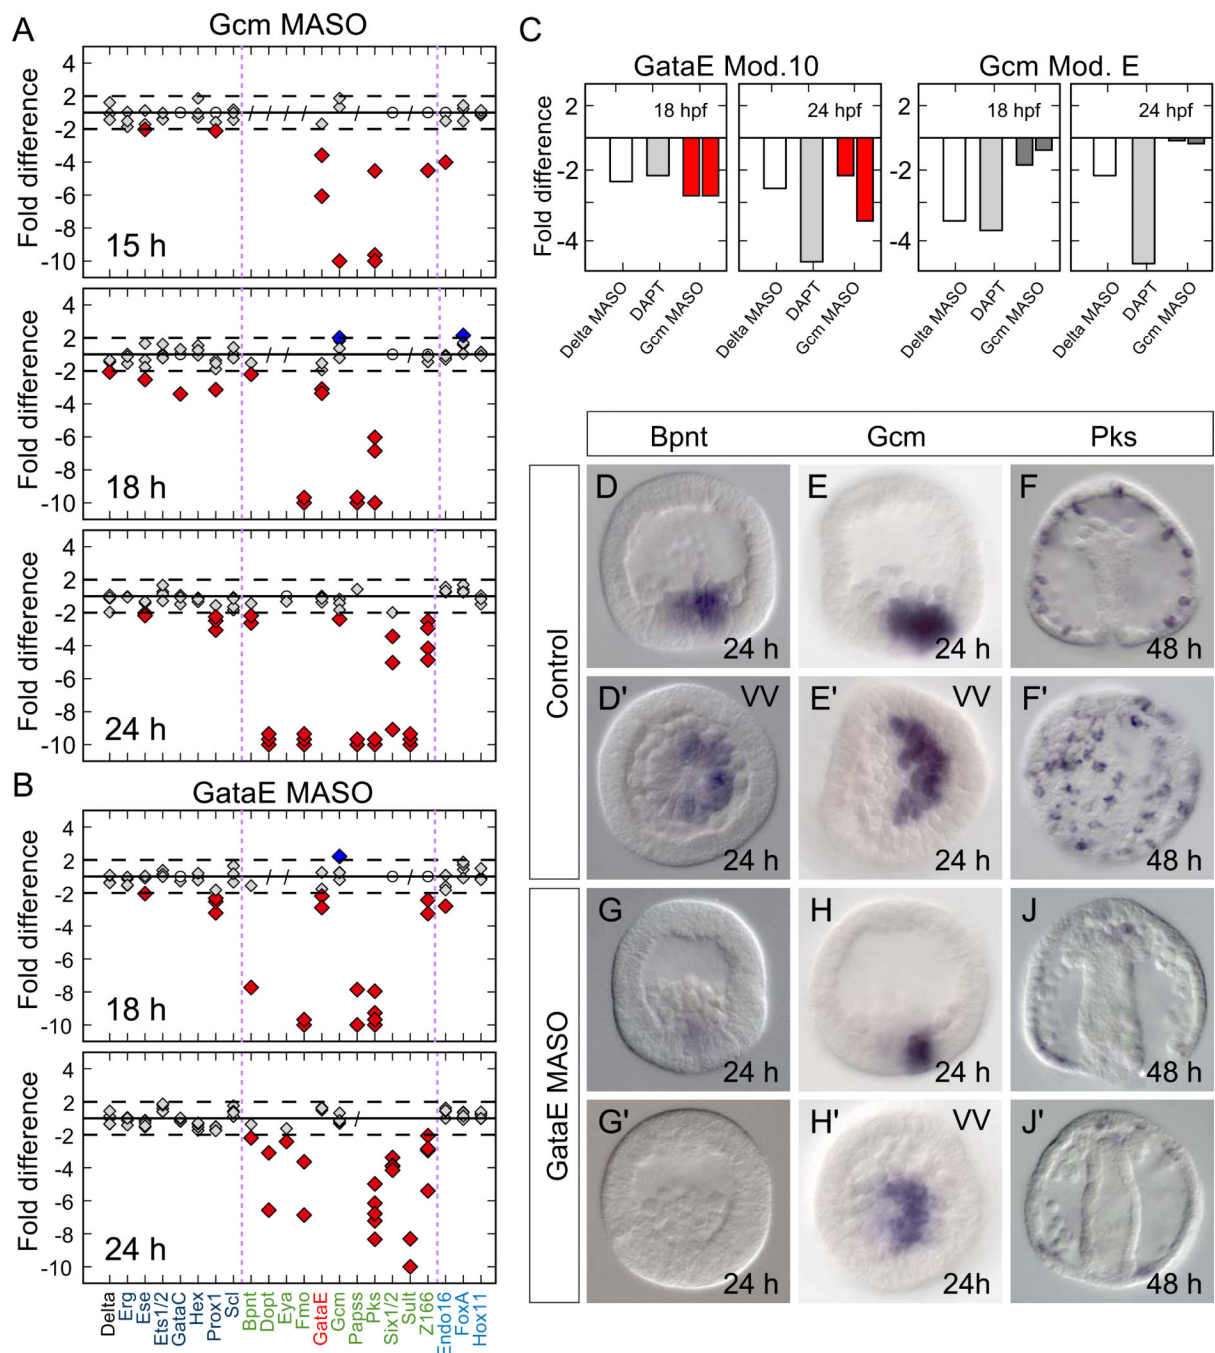 A
Gcm MASO
Fold difference
4
2
-2
-4
-6
-8
-10
15 h
Fold difference
4
2
-2
-4
-6
-8
-10
18 h
Fold difference
4
2
-2
-4
-6
-8
-10
24 h
B
GataE MASO
Fold difference
4
2
-2
-4
-6
-8
-10
18 h
Fold difference
4
2
-2
-4
-6
-8
-10
24 h
Delta
Erg
Ese
Ets1/2
GataC
Hex
Prox1
Scl
Bpnt
Dopt
Eya
Fmo
GataE
Gcm
Papss
Pks
Six1/2
Sult
Z166
Endo16
FoxA
Hox11
C
GataE Mod.10
Gcm Mod. E
Fold difference
2
-2
-4
18 hpf
Delta MASO
DAPT
Gcm MASO
2
-2
-4
24 hpf
Delta MASO
DAPT
Gcm MASO
2
-2
-4
18 hpf
Delta MASO
DAPT
Gcm MASO
2
-2
-4
24 hpf
Delta MASO
DAPT
Gcm MASO
Bpnt
Gcm
Pks
Control
D
24 h
E
24 h
F
48 h
D'
VV
24 h
E'
VV
24 h
F'
48 h
GataE MASO
G
24 h
H
24 h
J
48 h
G'
24 h
H'
VV
24h
J'
48 h